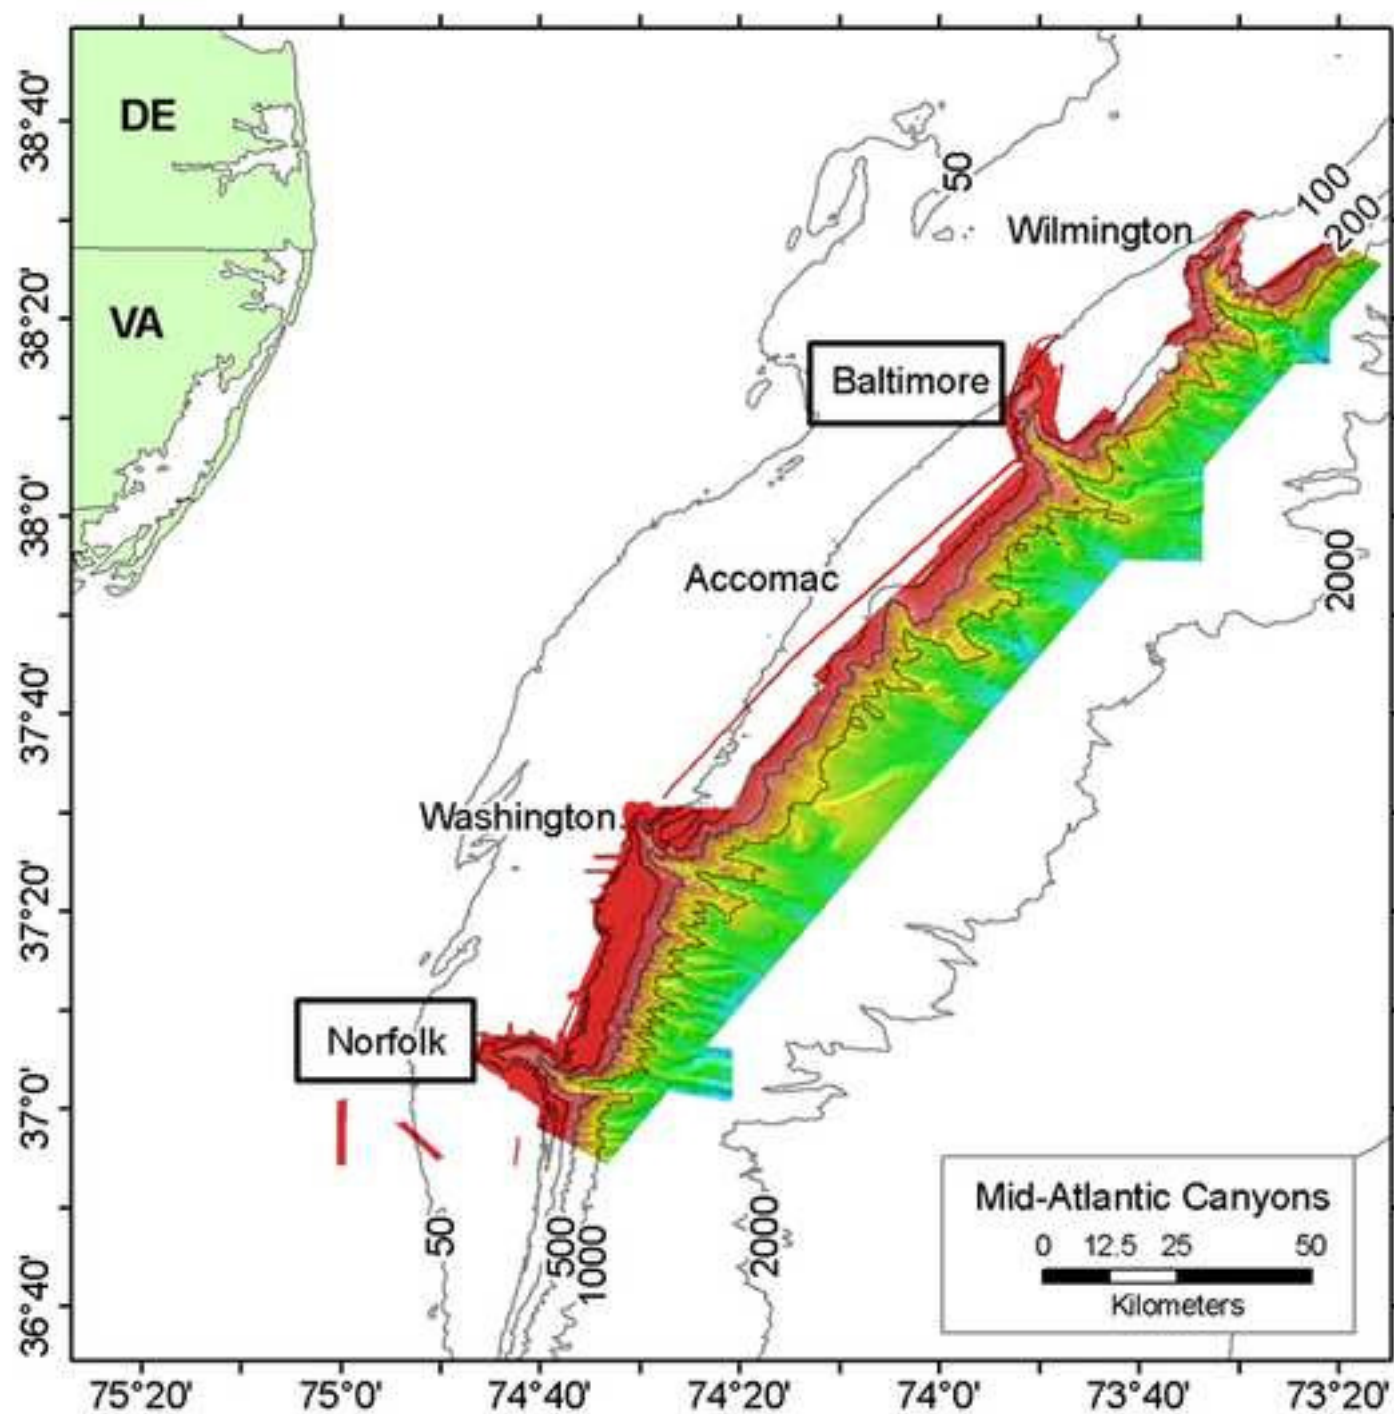 38°40'
38°20'
38°0'
37°40'
37°20'
37°0'
36°40'
DE
VA
50
100
200
Wilmington
Baltimore
Accomac
2000
Washington
Norfolk
50
500
1000
2000
Mid-Atlantic Canyons
0 12.5 25 50
Kilometers
75°20' 75°0' 74°40' 74°20' 74°0' 73°40' 73°20'